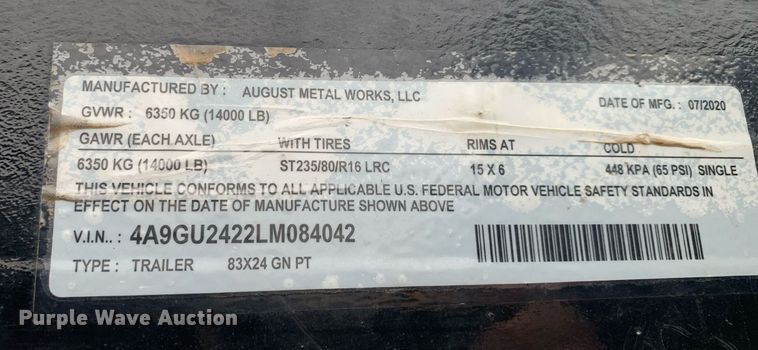 MANUFACTURED BY : AUGUST METAL WORKS, LLC
GVWR : 6350 KG (14000 LB) DATE OF MFG. : 07/2020
GAWR (EACH AXLE) WITH TIRES RIMS AT COLD
6350 KG (14000 LB) ST235/80/R16 LRC 15 X 6 448 KPA (65 PSI) SINGLE
THIS VEHICLE CONFORMS TO ALL APPLICABLE U.S. FEDERAL MOTOR VEHICLE SAFETY STANDARDS IN
EFFECT ON THE DATE OF MANUFACTURE SHOWN ABOVE
V.I.N.. : 4A9GU2422LM084042
TYPE : TRAILER 83X24 GN PT
Purple Wave Auction